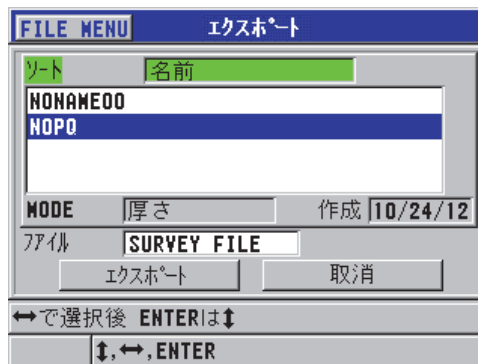 FILE MENU エクスポート
ソート 名前
NONAME00
NOPQ
MODE 厚さ 作成 10/24/12
ファイル SURVEY FILE
エクスポート 取消
↔で選択後 ENTERは↕
↕,↔,ENTER